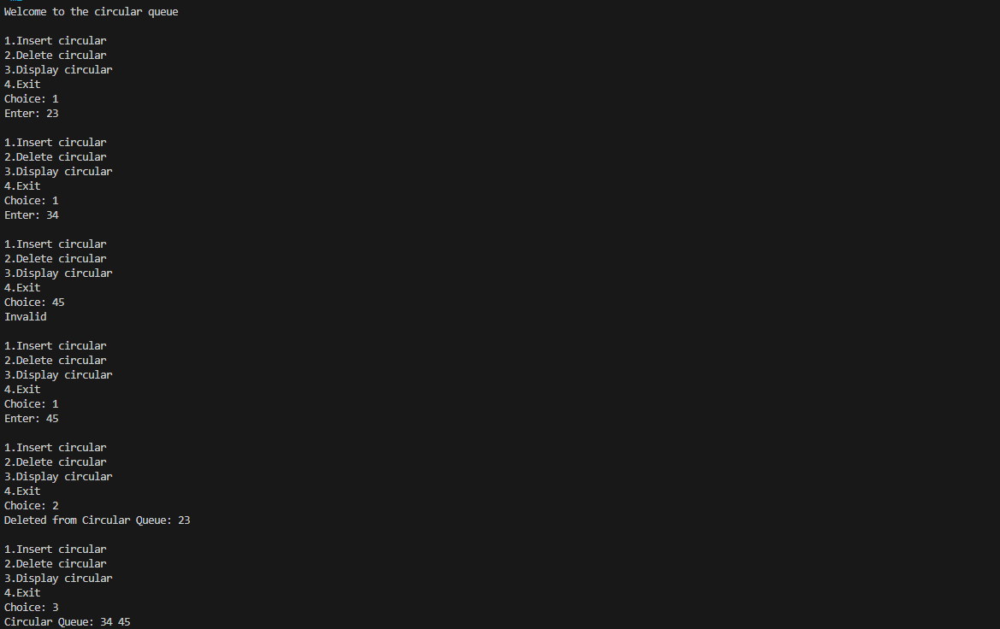 Welcome to the circular queue
1.Insert circular
2.Delete circular
3.Display circular
4.Exit
Choice: 1
Enter: 23
1.Insert circular
2.Delete circular
3.Display circular
4.Exit
Choice: 1
Enter: 34
1.Insert circular
2.Delete circular
3.Display circular
4.Exit
Choice: 45
Invalid
1.Insert circular
2.Delete circular
3.Display circular
4.Exit
Choice: 1
Enter: 45
1.Insert circular
2.Delete circular
3.Display circular
4.Exit
Choice: 2
Deleted from Circular Queue: 23
1.Insert circular
2.Delete circular
3.Display circular
4.Exit
Choice: 3
Circular Queue: 34 45